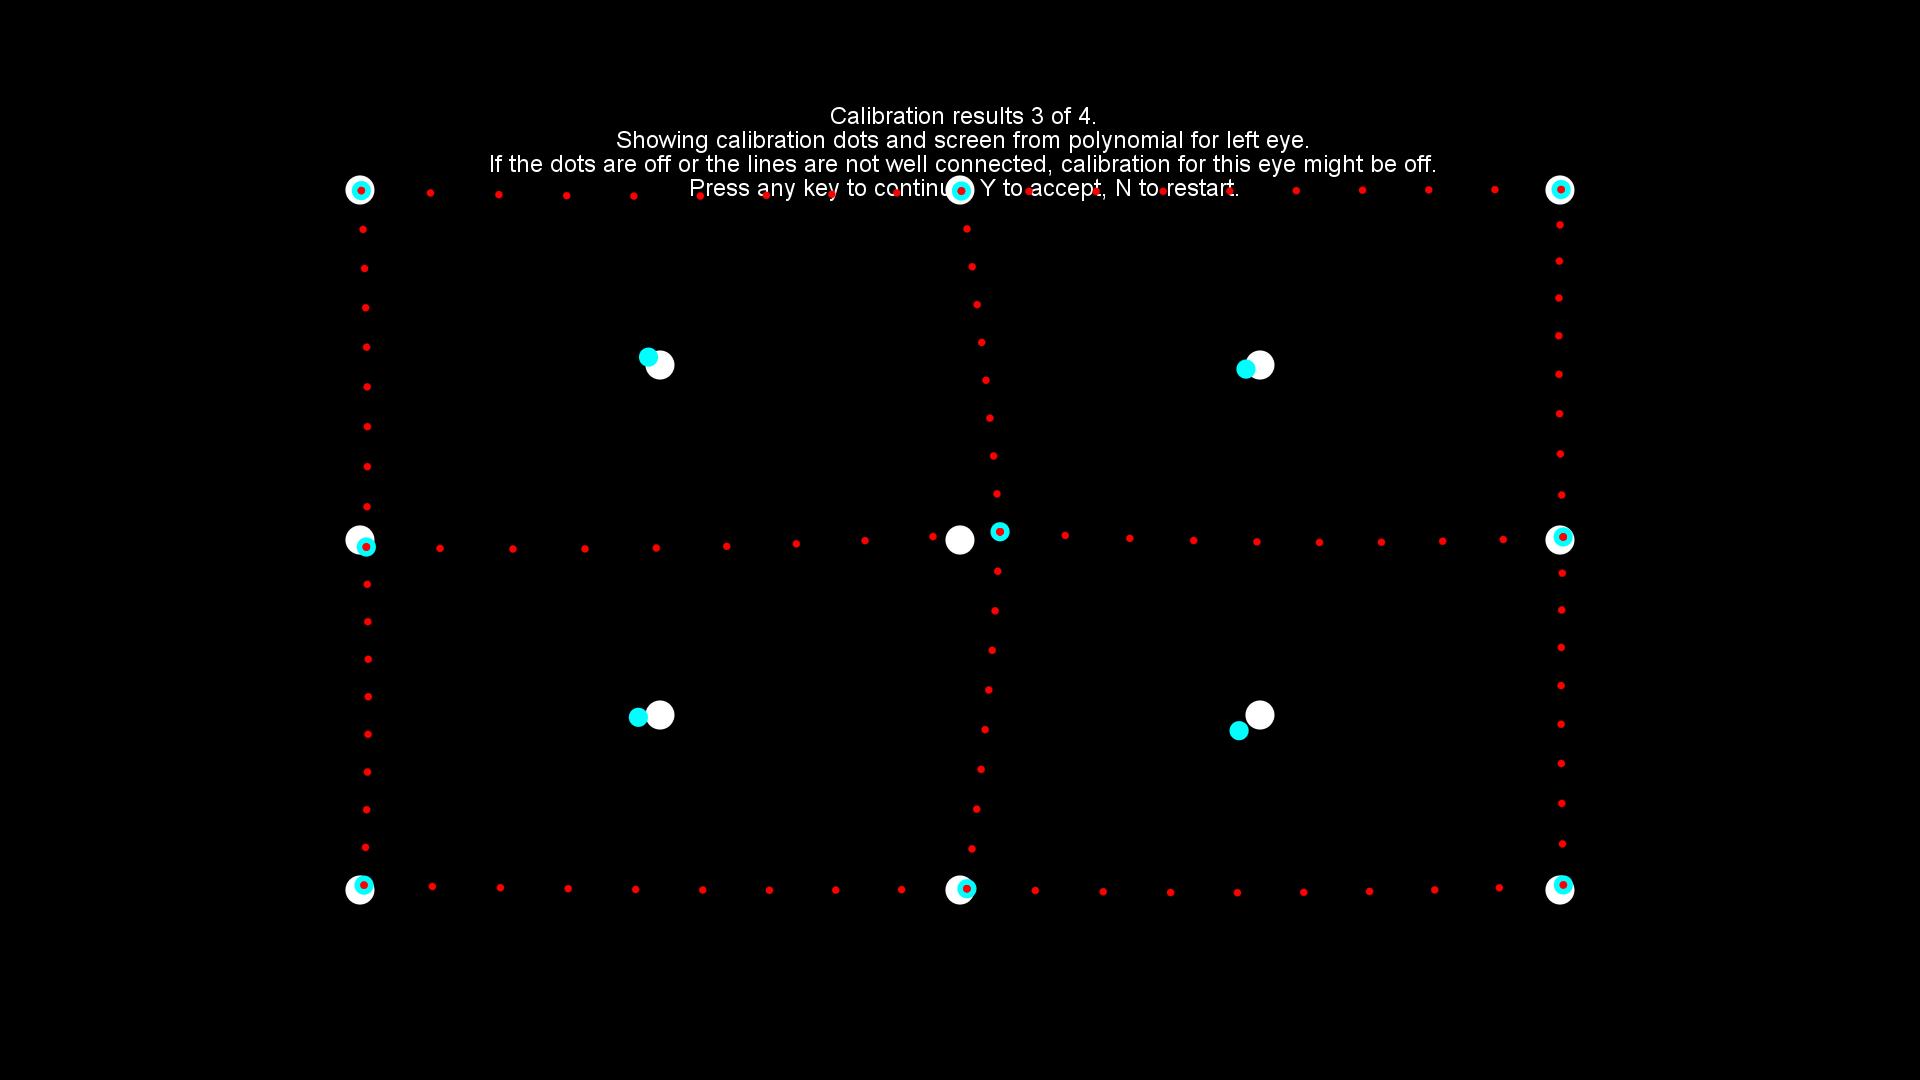 Calibration results 3 of 4.
Showing calibration dots and screen from polynomial for left eye.
If the dots are off or the lines are not well connected, calibration for this eye might be off.
Press any key to continue, Y to accept, N to restart.